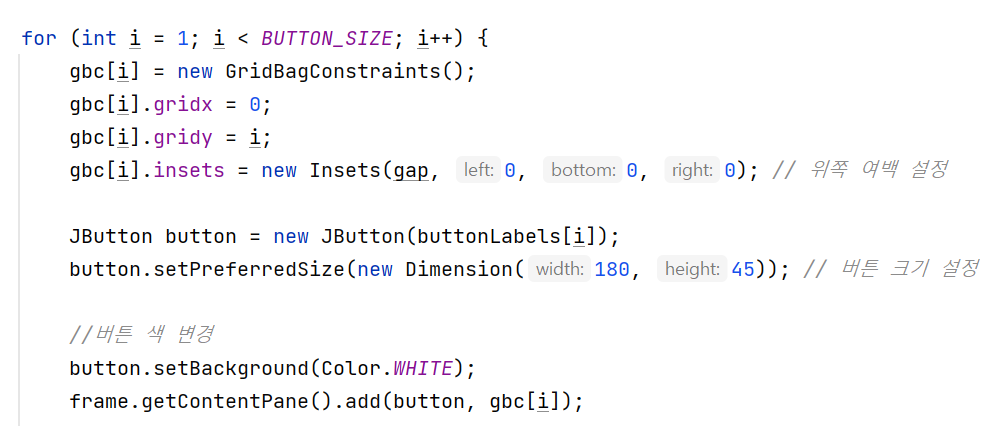 for (int i = 1; i < BUTTON_SIZE; i++) {
gbc[i] = new GridBagConstraints();
gbc[i].gridx = 0;
gbc[i].gridy = i;
gbc[i].insets = new Insets(gap, left: 0, bottom: 0, right: 0); // 위쪽 여백 설정
JButton button = new JButton(buttonLabels[i]);
button.setPreferredSize(new Dimension( width: 180, height: 45)); // 버튼 크기 설정
//버튼 색 변경
button.setBackground(Color.WHITE);
frame.getContentPane().add(button, gbc[i]);